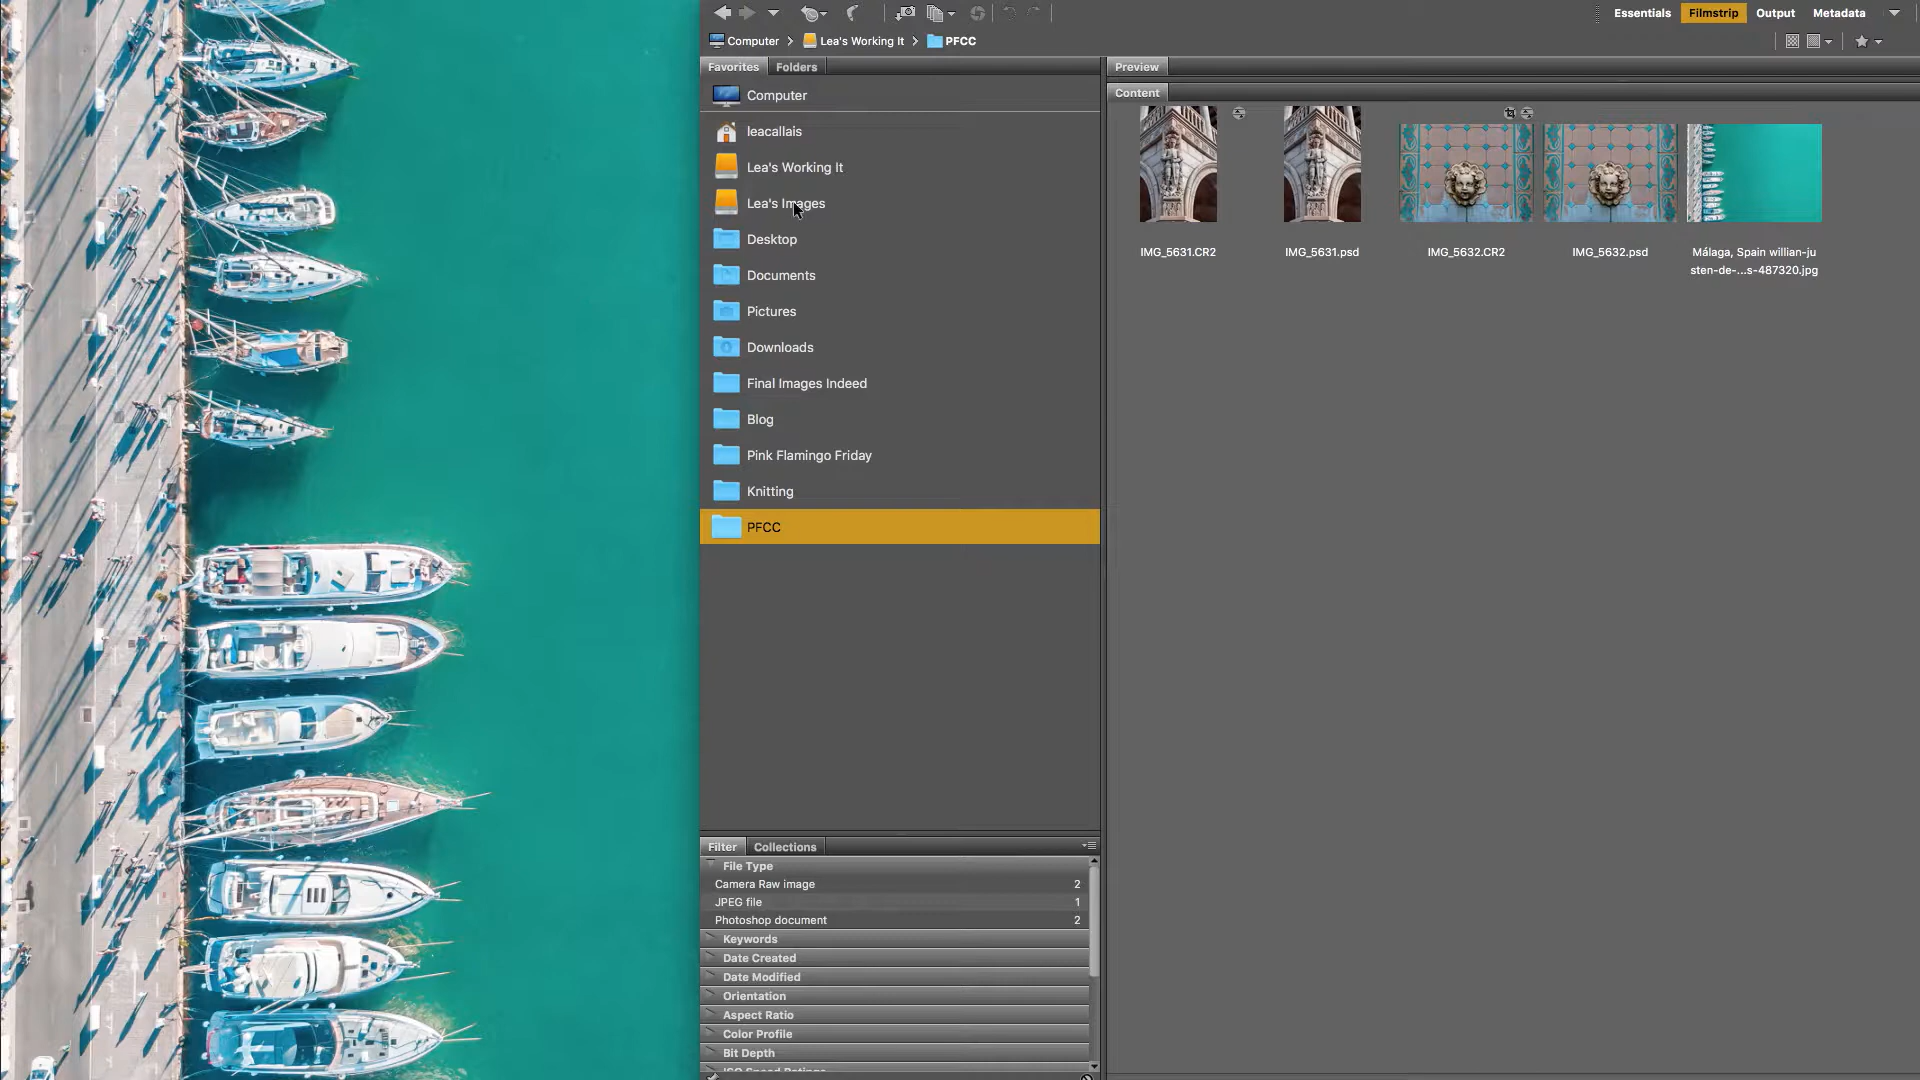 Essentials Filmstrip Output Metadata
Computer Lea's Working It PFCC
Favorites Folders
Computer
leacallais
Lea's Working It
Lea's Images
Desktop
Documents
Pictures
Downloads
Final Images Indeed
Blog
Pink Flamingo Friday
Knitting
PFCC
Filter Collections
File Type
Camera Raw image 2
JPEG file 1
Photoshop document 2
Keywords
Date Created
Date Modified
Orientation
Aspect Ratio
Color Profile
Bit Depth
ISO Speed Ratings
Preview
Content
IMG_5631.CR2
IMG_5631.psd
IMG_5632.CR2
IMG_5632.psd
Málaga, Spain willian-ju
sten-de-...s-487320.jpg